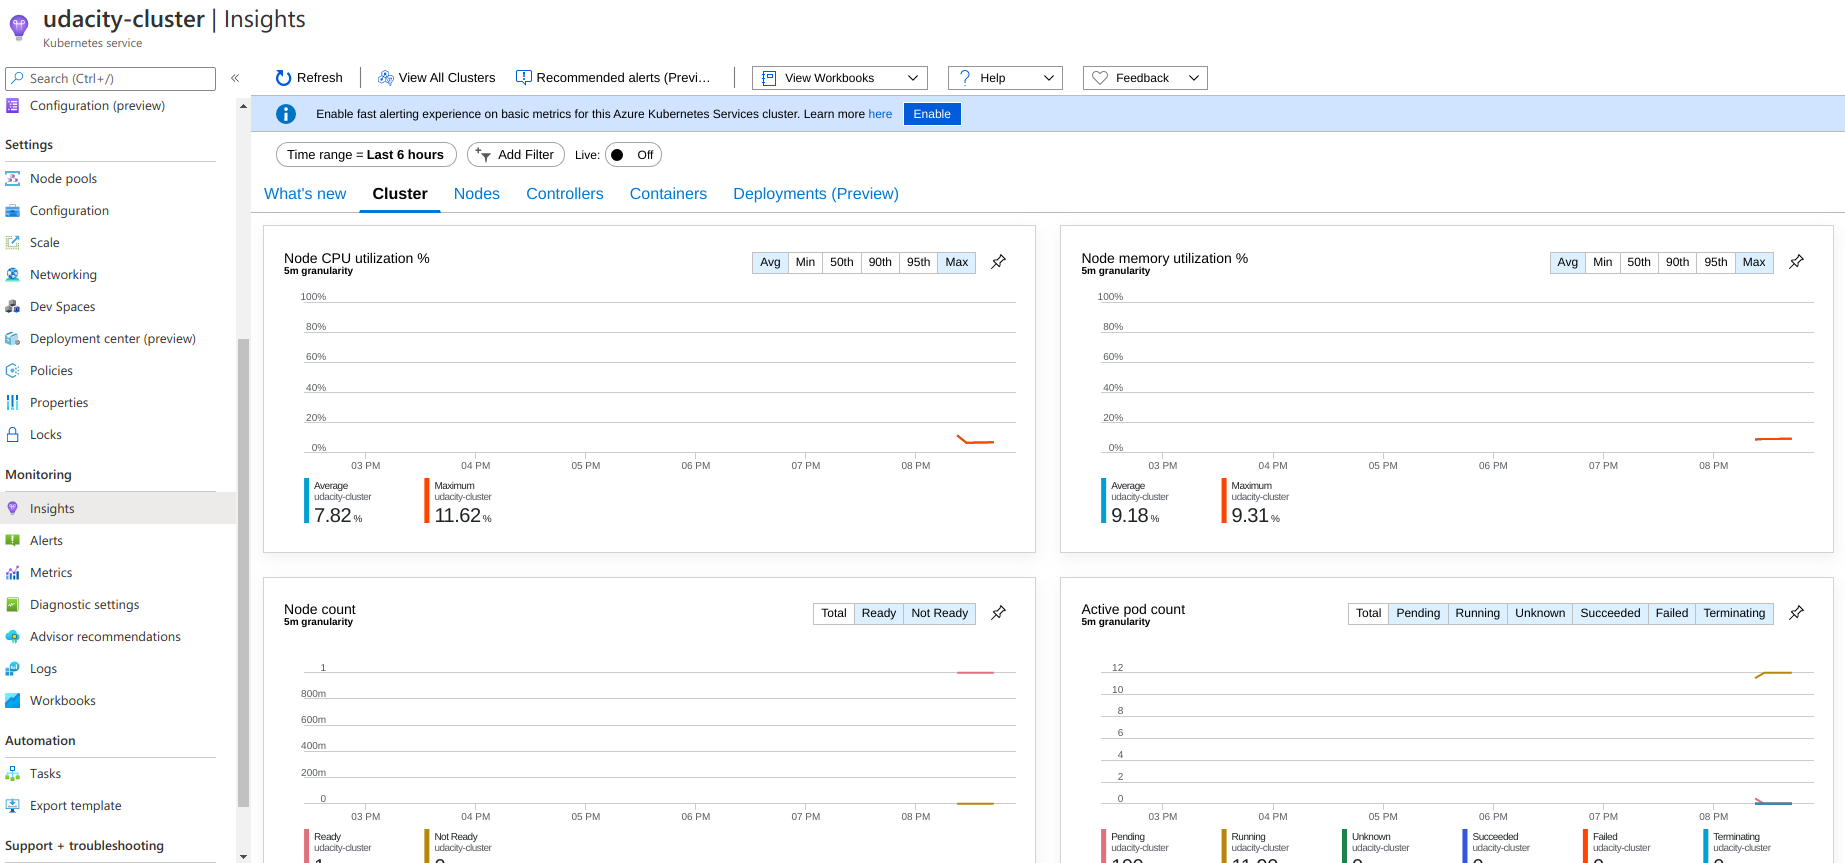 udacity-cluster | Insights
Kubernetes service
Search (Ctrl+/)
«
Refresh
View All Clusters
Recommended alerts (Previ...
View Workbooks
Help
Feedback
Configuration (preview)
Settings
Node pools
Configuration
Scale
Networking
Dev Spaces
Deployment center (preview)
Policies
Properties
Locks
Monitoring
Insights
Alerts
Metrics
Diagnostic settings
Advisor recommendations
Logs
Workbooks
Automation
Tasks
Export template
Support + troubleshooting
Enable fast alerting experience on basic metrics for this Azure Kubernetes Services cluster. Learn more here
Enable
Time range = Last 6 hours
Add Filter
Live: Off
What's new Cluster Nodes Controllers Containers Deployments (Preview)
Node CPU utilization %
5m granularity
Avg Min 50th 90th 95th Max
100%
80%
60%
40%
20%
0%
03 PM 04 PM 05 PM 06 PM 07 PM 08 PM
Average
udacity-cluster
7.82 %
Maximum
udacity-cluster
11.62 %
Node memory utilization %
5m granularity
Avg Min 50th 90th 95th Max
100%
80%
60%
40%
20%
0%
03 PM 04 PM 05 PM 06 PM 07 PM 08 PM
Average
udacity-cluster
9.18 %
Maximum
udacity-cluster
9.31 %
Node count
5m granularity
Total Ready Not Ready
1
800m
600m
400m
200m
0
03 PM 04 PM 05 PM 06 PM 07 PM 08 PM
Ready
udacity-cluster
Not Ready
udacity-cluster
Active pod count
5m granularity
Total Pending Running Unknown Succeeded Failed Terminating
12
10
8
6
4
2
0
03 PM 04 PM 05 PM 06 PM 07 PM 08 PM
Pending
udacity-cluster
Running
udacity-cluster
Unknown
udacity-cluster
Succeeded
udacity-cluster
Failed
udacity-cluster
Terminating
udacity-cluster